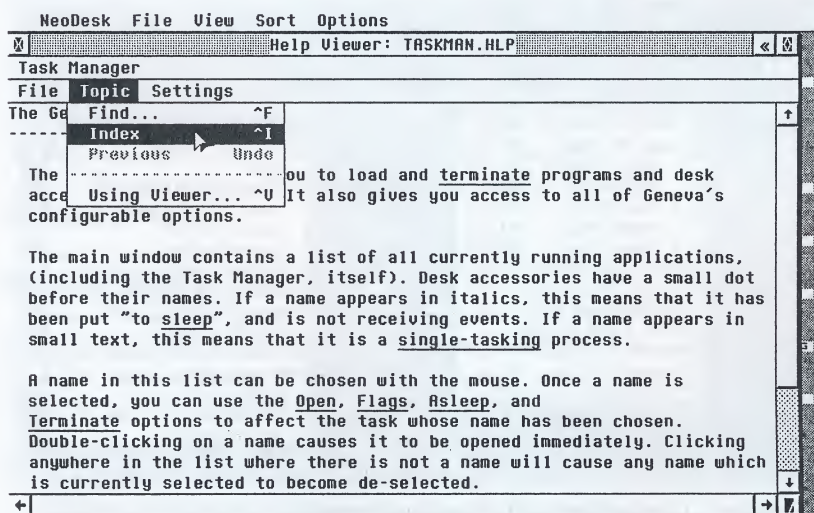 NeoDesk File View Sort Options
Help Viewer: TASKMAN.HLP
Task Manager
File Topic Settings
The Ge
Find... ^F
Index ^I
Previous Undo
Using Viewer... ^V
The ou to load and terminate programs and desk
acce It also gives you access to all of Geneva's
configurable options.
The main window contains a list of all currently running applications,
(including the Task Manager, itself). Desk accessories have a small dot
before their names. If a name appears in italics, this means that it has
been put "to sleep", and is not receiving events. If a name appears in
small text, this means that it is a single-tasking process.
A name in this list can be chosen with the mouse. Once a name is
selected, you can use the Open, Flags, Asleep, and
Terminate options to affect the task whose name has been chosen.
Double-clicking on a name causes it to be opened immediately. Clicking
anywhere in the list where there is not a name will cause any name which
is currently selected to become de-selected.